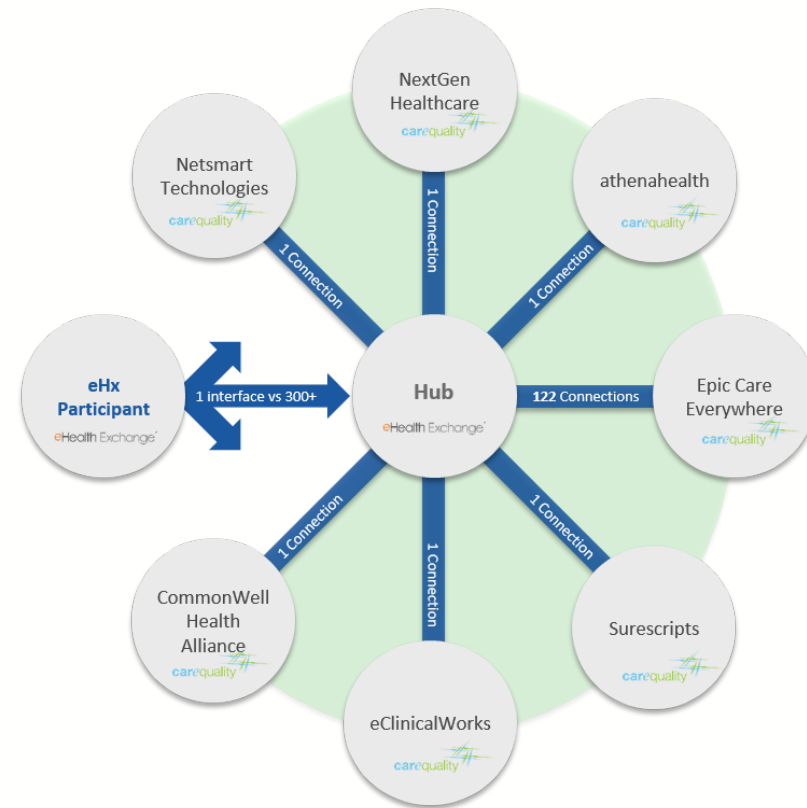 NextGen
Healthcare
carequality
Netsmart
Technologies
carequality
athenahealth
carequality
1 Connection
1 Connection
1 Connection
eHx
Participant
eHealth Exchange
1 interface vs 300+
Hub
eHealth Exchange
122 Connections
Epic Care
Everywhere
carequality
1 Connection
1 Connection
1 Connection
CommonWell
Health
Alliance
carequality
Surescripts
carequality
eClinicalWorks
carequality